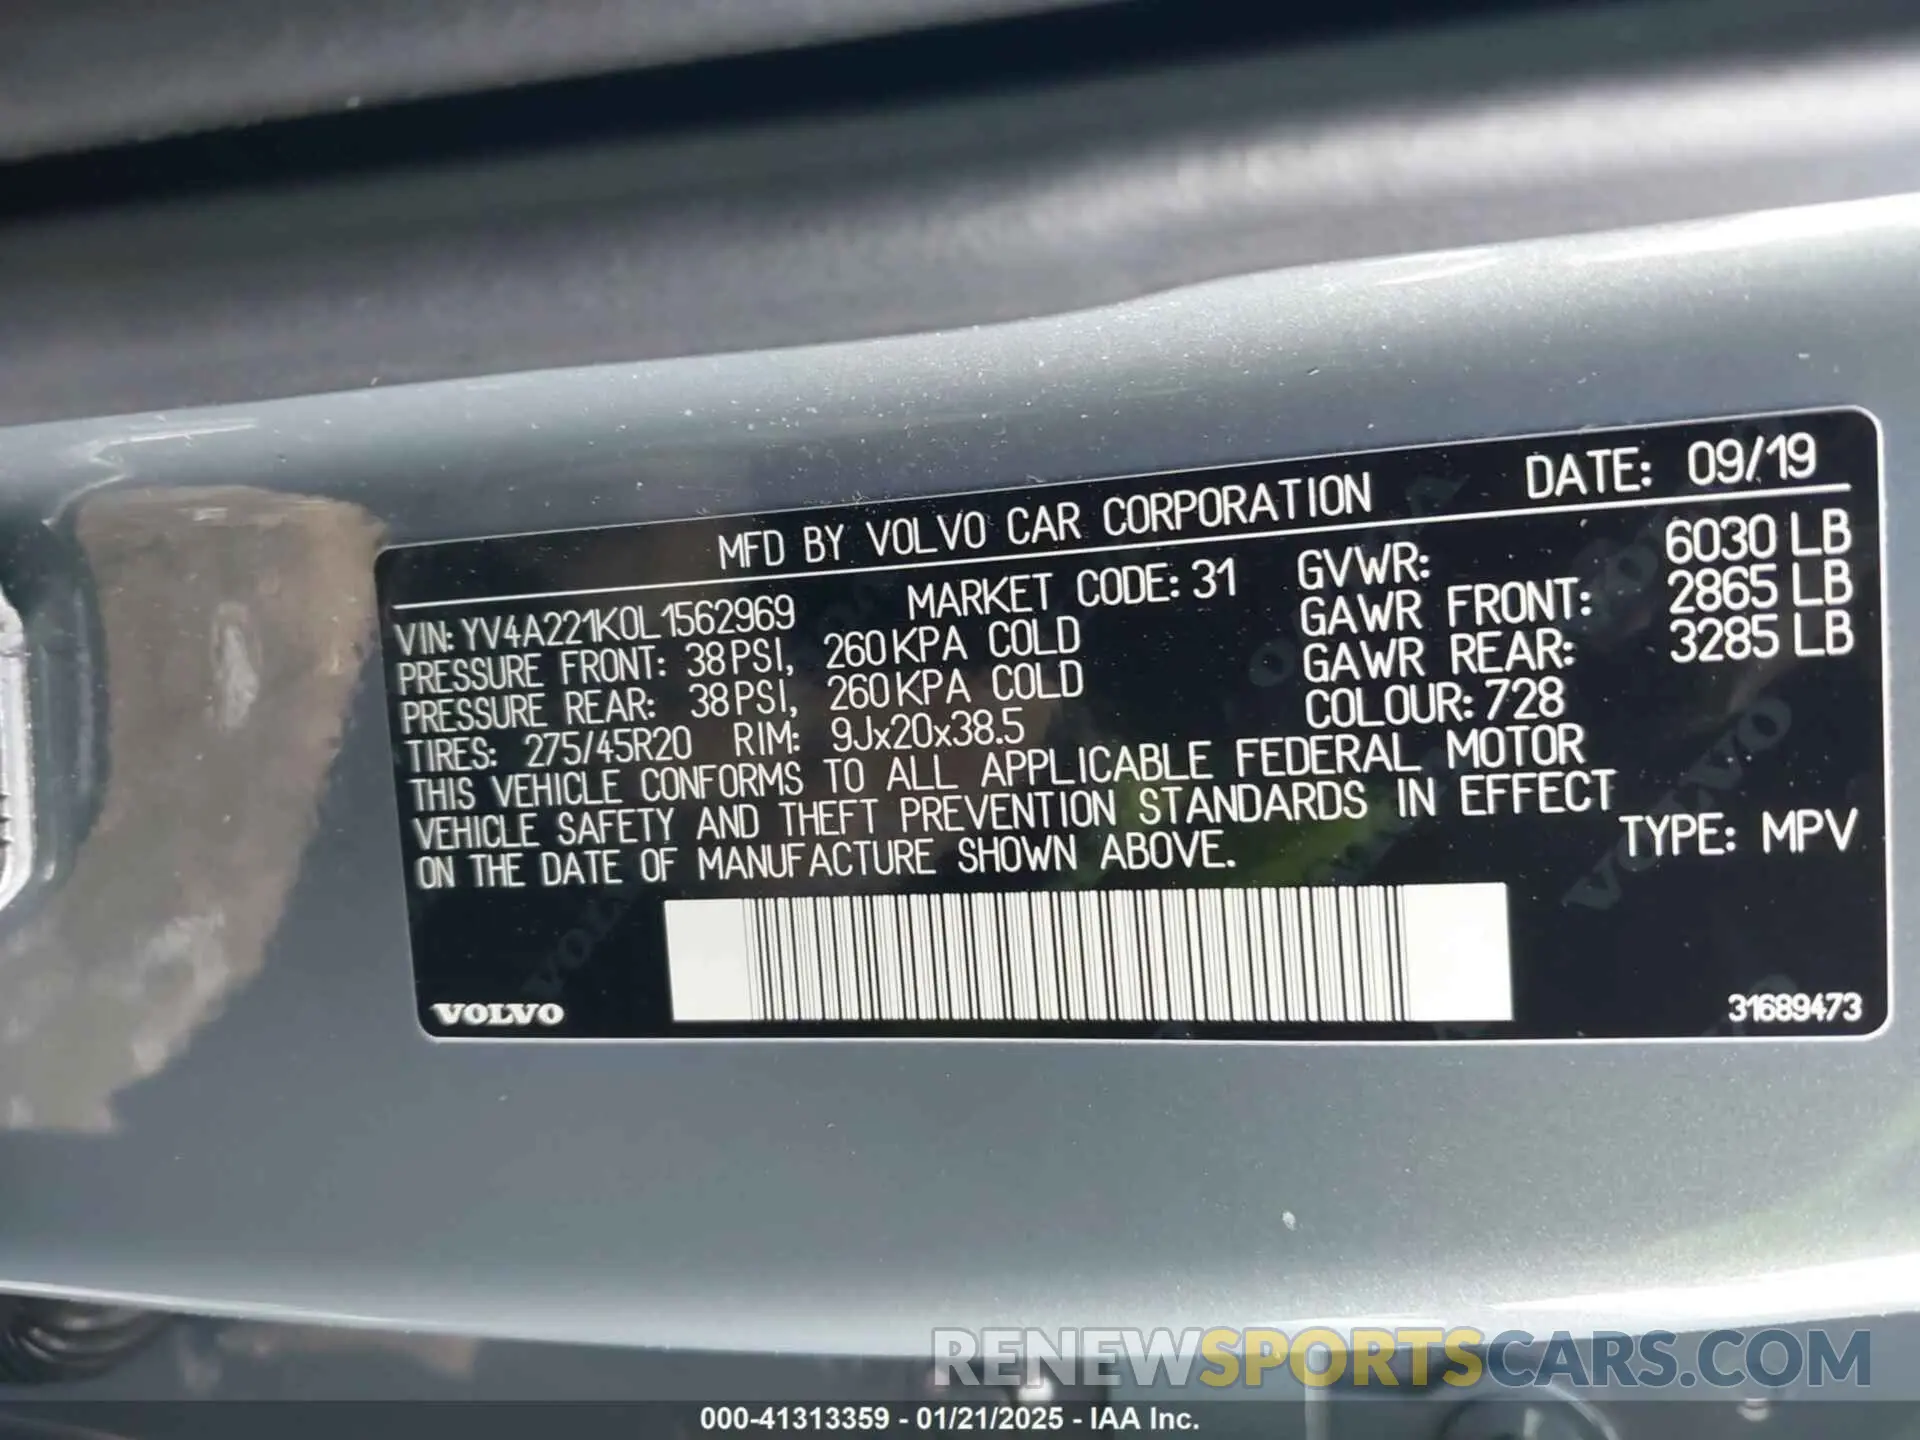 MFD BY VOLVO CAR CORPORATION DATE: 09/19
VIN: YV4A221K0L1562969 MARKET CODE: 31 GVWR: 6030 LB
PRESSURE FRONT: 38 PSI, 260 KPA COLD GAWR FRONT: 2865 LB
PRESSURE REAR: 38 PSI, 260 KPA COLD GAWR REAR: 3285 LB
TIRES: 275/45R20 RIM: 9Jx20x38.5 COLOUR: 728
THIS VEHICLE CONFORMS TO ALL APPLICABLE FEDERAL MOTOR
VEHICLE SAFETY AND THEFT PREVENTION STANDARDS IN EFFECT
ON THE DATE OF MANUFACTURE SHOWN ABOVE. TYPE: MPV
VOLVO 31689473
RENEWSPORTSCARS.COM
000-41313359 - 01/21/2025 - IAA Inc.